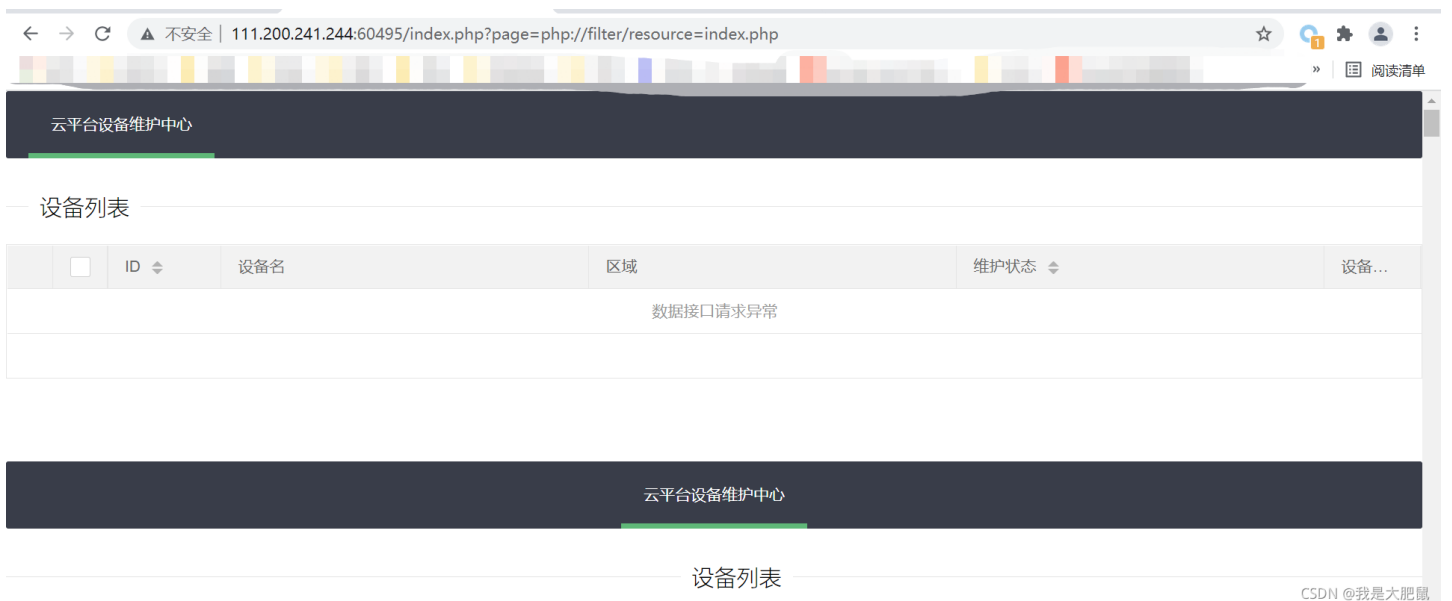 不安全 111.200.241.244:60495/index.php?page=php://filter/resource=index.php
1
» 阅读清单
云平台设备维护中心
设备列表
ID 设备名 区域 维护状态 设备...
数据接口请求异常
云平台设备维护中心
设备列表
CSDN @我是大肥鼠